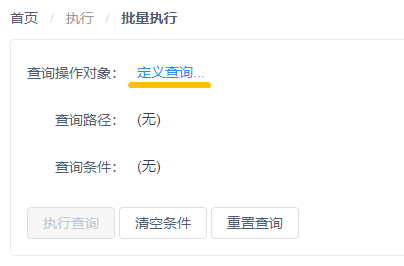 首页 / 执行 / 批量执行
查询操作对象： 定义查询...
查询路径： (无)
查询条件： (无)
执行查询 清空条件 重置查询